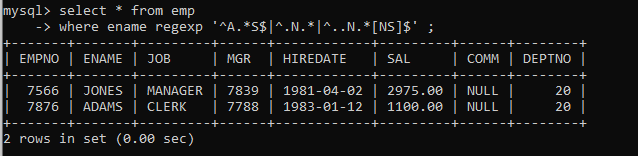 mysql> select * from emp
    -> where ename regexp '^A.*S$|^.N.*|^..N.*[NS]$' ;
+-------+-------+---------+------+------------+---------+------+--------+
| EMPNO | ENAME | JOB     | MGR  | HIREDATE   | SAL     | COMM | DEPTNO |
+-------+-------+---------+------+------------+---------+------+--------+
|  7566 | JONES | MANAGER | 7839 | 1981-04-02 | 2975.00 | NULL |     20 |
|  7876 | ADAMS | CLERK   | 7788 | 1983-01-12 | 1100.00 | NULL |     20 |
+-------+-------+---------+------+------------+---------+------+--------+
2 rows in set (0.00 sec)